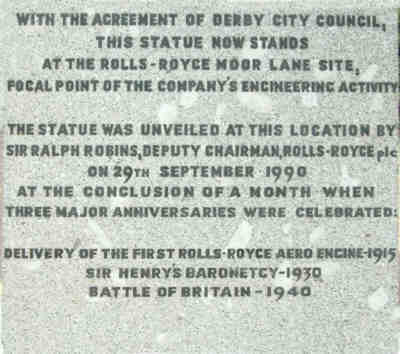 WITH THE AGREEMENT OF DERBY CITY COUNCIL,
THIS STATUE NOW STANDS
AT THE ROLLS-ROYCE MOOR LANE SITE,
FOCAL POINT OF THE COMPANY'S ENGINEERING ACTIVITY
THE STATUE WAS UNVEILED AT THIS LOCATION BY
SIR RALPH ROBINS, DEPUTY CHAIRMAN, ROLLS-ROYCE plc
ON 29TH SEPTEMBER 1990
AT THE CONCLUSION OF A MONTH WHEN
THREE MAJOR ANNIVERSARIES WERE CELEBRATED:
DELIVERY OF THE FIRST ROLLS-ROYCE AERO ENGINE-1915
SIR HENRY'S BARONETCY-1930
BATTLE OF BRITAIN-1940